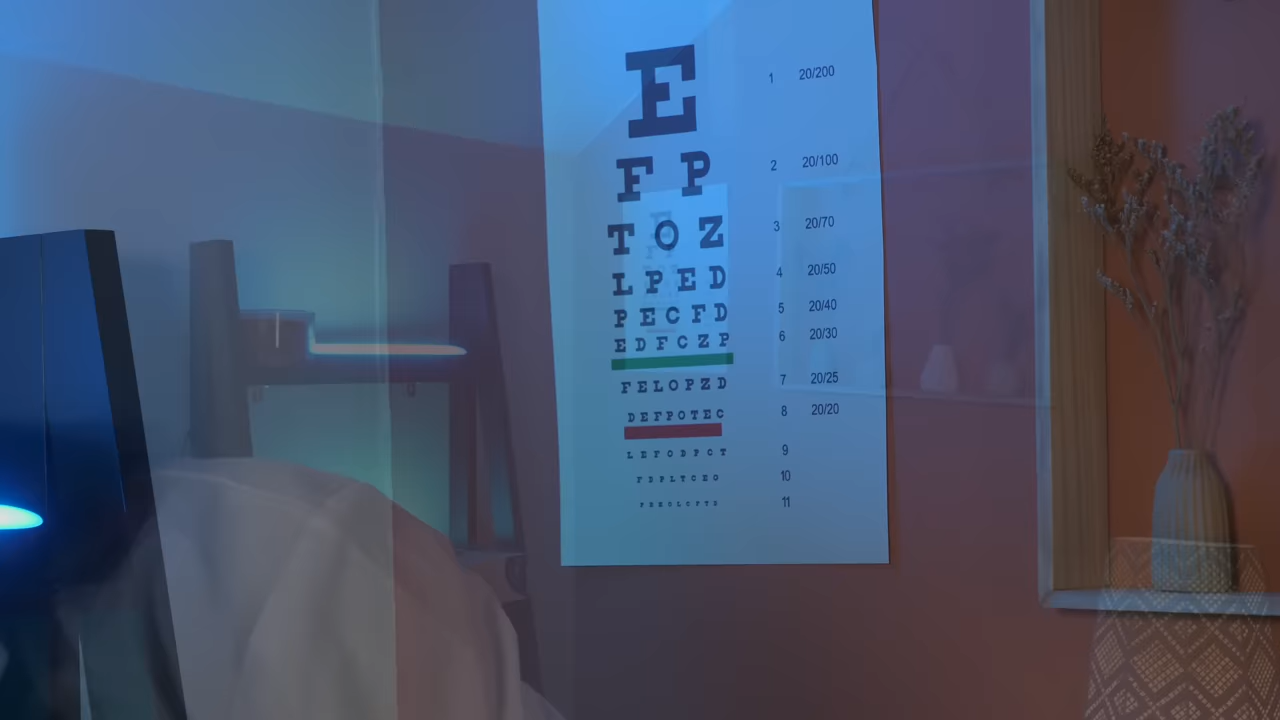 E 1 20/200
F P 2 20/100
T O Z 3 20/70
L P E D 4 20/50
P E C F D 5 20/40
E D F C Z P 6 20/30
F E L O P Z D 7 20/25
D E F P O T E C 8 20/20
L E F O D P C T 9
10
11